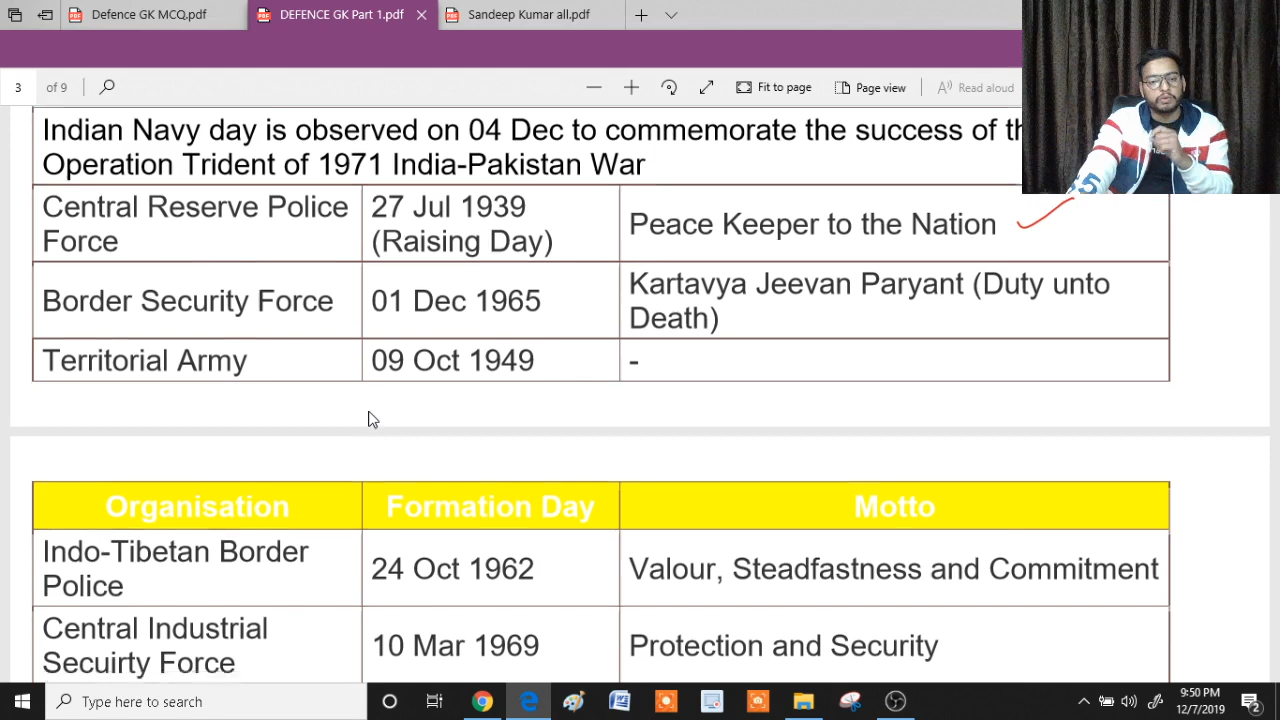 Defence GK MCQ.pdf
DEFENCE GK Part 1.pdf
Sandeep Kumar all.pdf
3 of 9
Fit to page
Page view
Read aloud
Indian Navy day is observed on 04 Dec to commemorate the success of
Operation Trident of 1971 India-Pakistan War
Central Reserve Police Force
27 Jul 1939
(Raising Day)
Peace Keeper to the Nation
Border Security Force
01 Dec 1965
Kartavya Jeevan Paryant (Duty unto
Death)
Territorial Army
09 Oct 1949
-
Organisation
Formation Day
Motto
Indo-Tibetan Border
Police
24 Oct 1962
Valour, Steadfastness and Commitment
Central Industrial
Secuirty Force
10 Mar 1969
Protection and Security
Type here to search
9:50 PM
12/7/2019
2